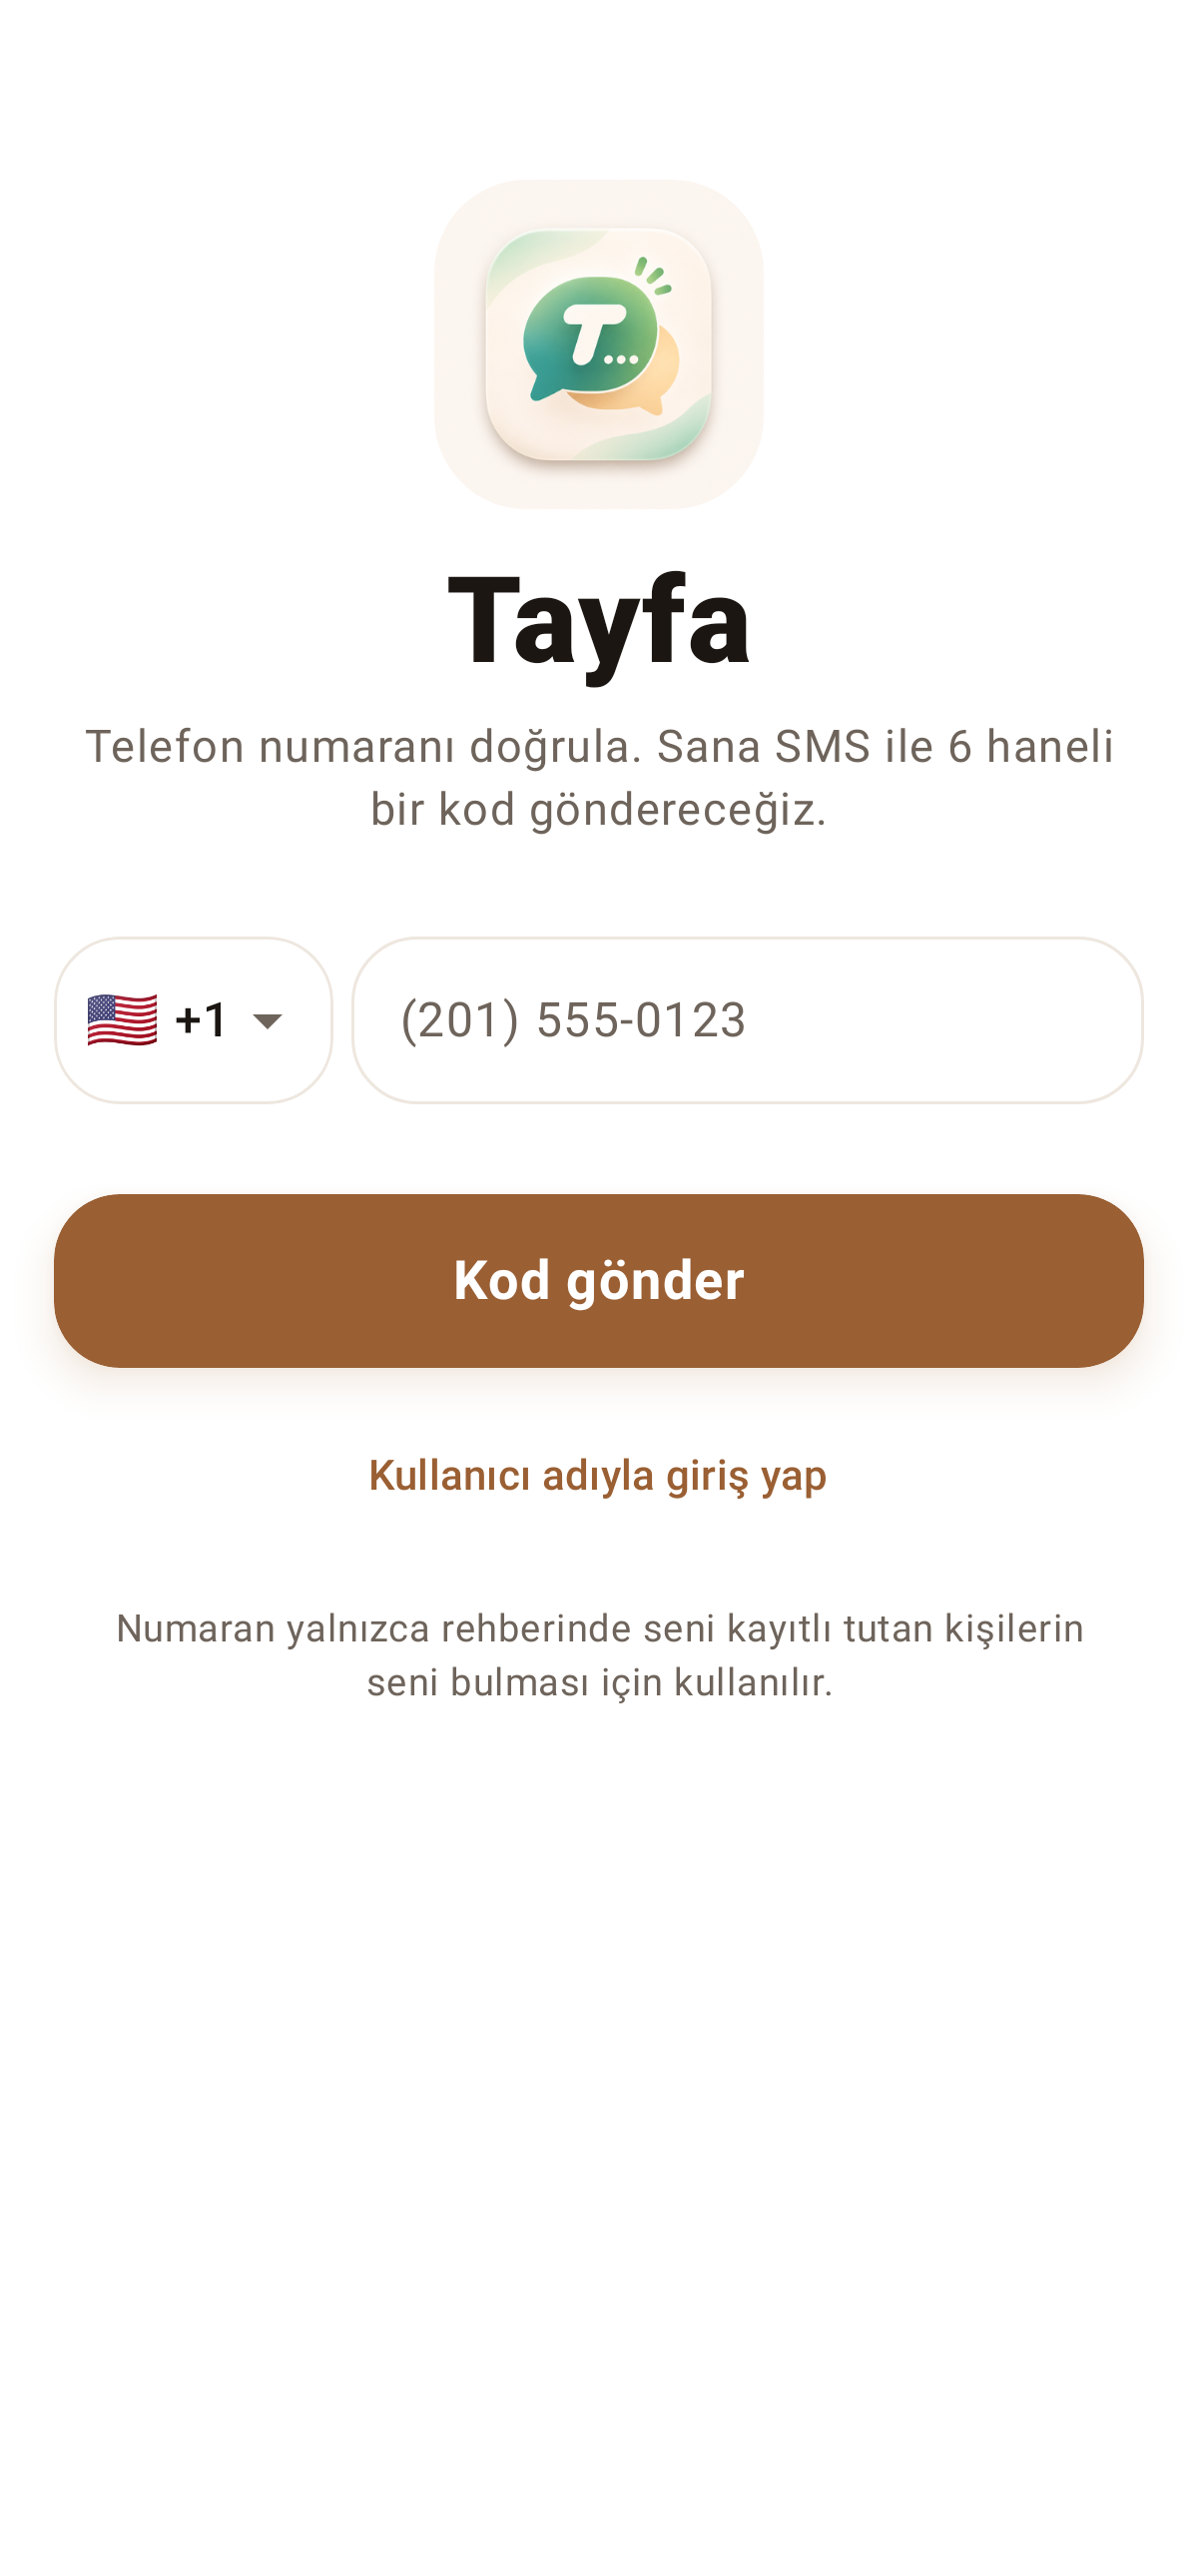 T...
Tayfa
Telefon numaranı doğrula. Sana SMS ile 6 haneli
bir kod göndereceğiz.
+1
(201) 555-0123
Kod gönder
Kullanıcı adıyla giriş yap
Numaran yalnızca rehberinde seni kayıtlı tutan kişilerin
seni bulması için kullanılır.